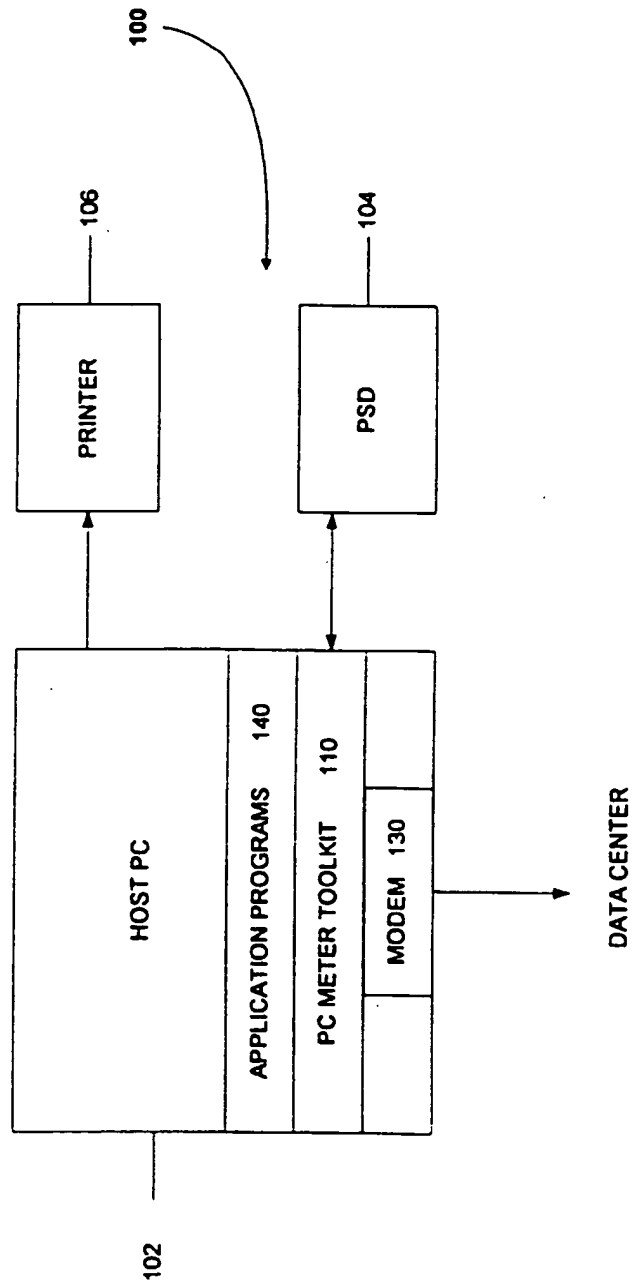 100
106
PRINTER
104
PSD
HOST PC
APPLICATION PROGRAMS 140
PC METER TOOLKIT 110
MODEM 130
102
DATA CENTER